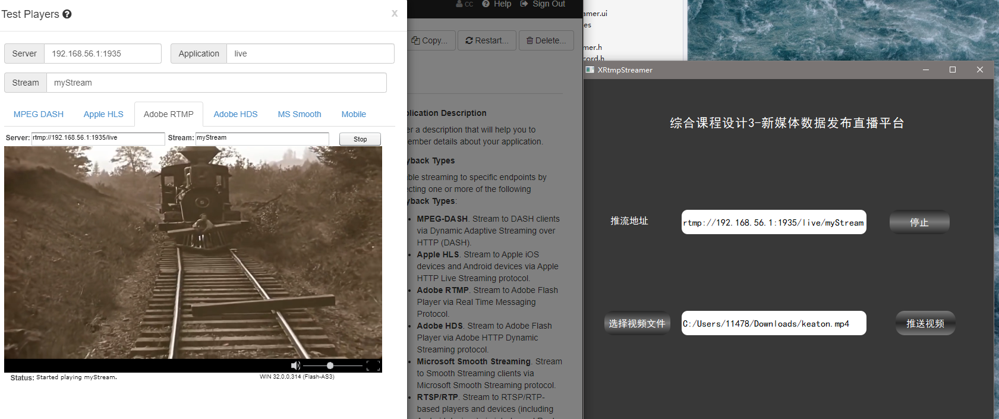 Test Players
x
Server
192.168.56.1:1935
Application
live
Stream
myStream
MPEG DASH
Apple HLS
Adobe RTMP
Adobe HDS
MS Smooth
Mobile
Server:
rtmp://192.168.56.1:1935/live
Stream:
myStream
Stop
Status: Started playing myStream.
WIN 32,0,0,314 (Flash-AS3)
cc
Help
Sign Out
Copy...
Restart...
Delete...
plication Description
er a description that will help you to
ember details about your application.
yback Types
ble streaming to specific endpoints by
ecting one or more of the following
yback Types:
• MPEG-DASH. Stream to DASH clients
via Dynamic Adaptive Streaming over
HTTP (DASH).
• Apple HLS. Stream to Apple iOS
devices and Android devices via Apple
HTTP Live Streaming protocol.
• Adobe RTMP. Stream to Adobe Flash
Player via Real Time Messaging
Protocol.
• Adobe HDS. Stream to Adobe Flash
Player via Adobe HTTP Dynamic
Streaming protocol.
• Microsoft Smooth Streaming. Stream
to Smooth Streaming clients via
Microsoft Smooth Streaming protocol.
• RTSP/RTP. Stream to RTSP/RTP-
based players and devices (including
amer.ui
es
mer.h
cord.h
XRtmpStreamer
综合课程设计3-新媒体数据发布直播平台
推流地址
rtmp://192.168.56.1:1935/live/myStream
停止
选择视频文件
C:/Users/11478/Downloads/keaton.mp4
推送视频